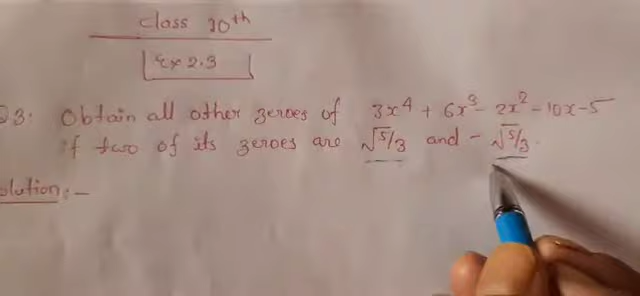 class 10th
Ex 2.3
Q3: Obtain all other zeroes of 3x⁴ + 6x³ - 2x² - 10x - 5
if two of its zeroes are √5/3 and - √5/3.
olution:-